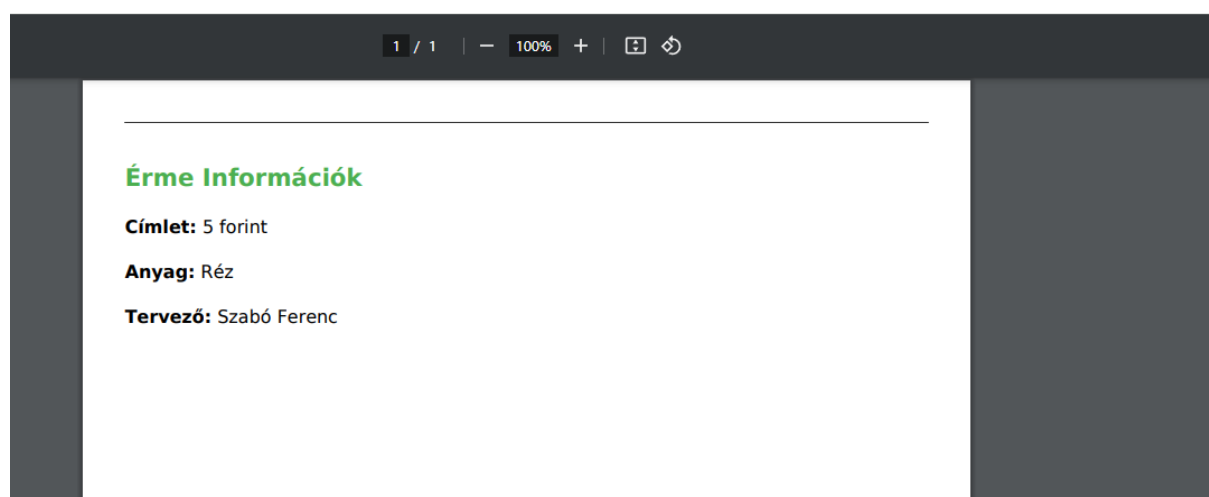 1 / 1 | − 100% + |
Érme Információk
Címlet: 5 forint
Anyag: Réz
Tervező: Szabó Ferenc